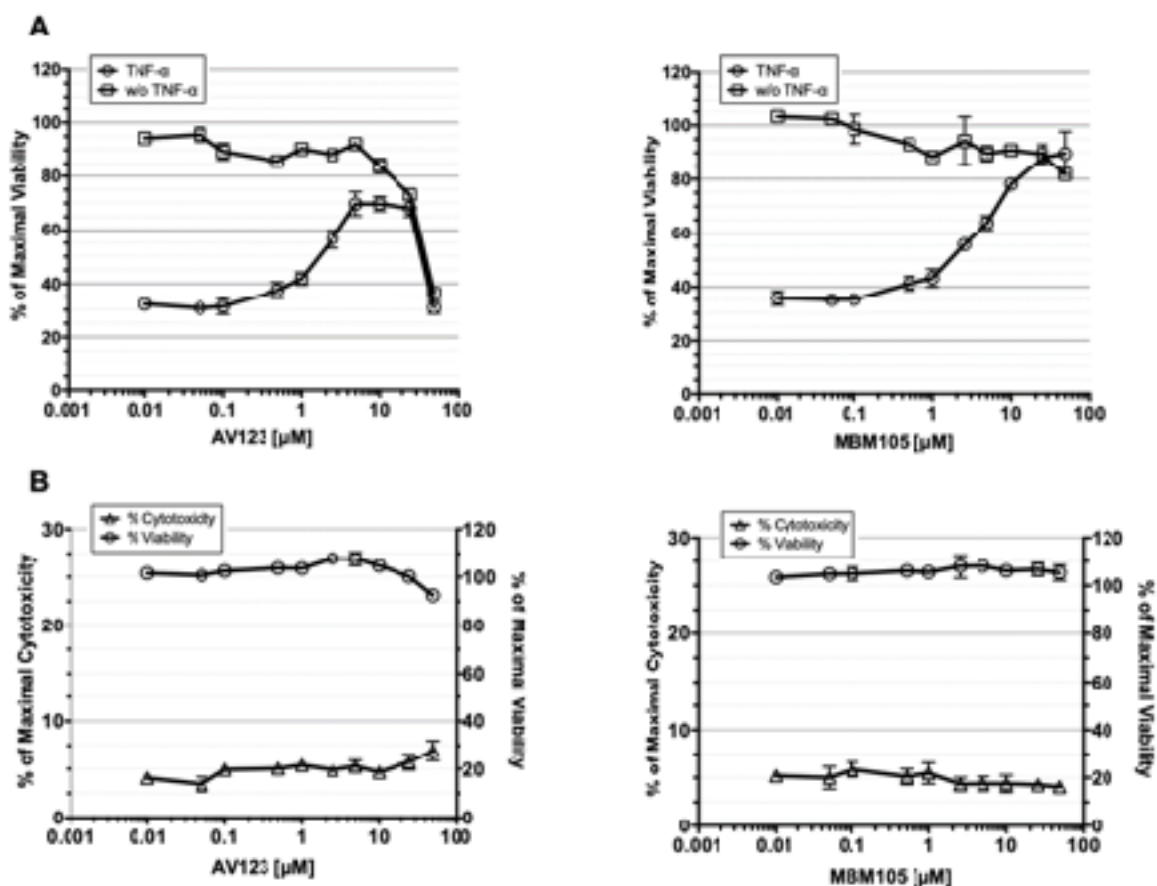 A
TNF-α
w/o TNF-α
120
100
80
60
40
20
0
% of Maximal Viability
0.001 0.01 0.1 1 10 100
AV123 [µM]
TNF-α
w/o TNF-α
120
100
80
60
40
20
0
% of Maximal Viability
0.001 0.01 0.1 1 10 100
MBM105 [µM]
B
% Cytotoxicity
% Viability
30
20
10
0
% of Maximal Cytotoxicity
120
100
80
60
40
20
0
% of Maxima Viability
0.001 0.01 0.1 1 10 100
AV123 [µM]
% Cytotoxicity
% Viability
30
20
10
0
% of Maximal Cytotoxicity
120
100
80
60
40
20
0
% of Maximal Viability
0.001 0.01 0.1 1 10 100
MBM105 [µM]